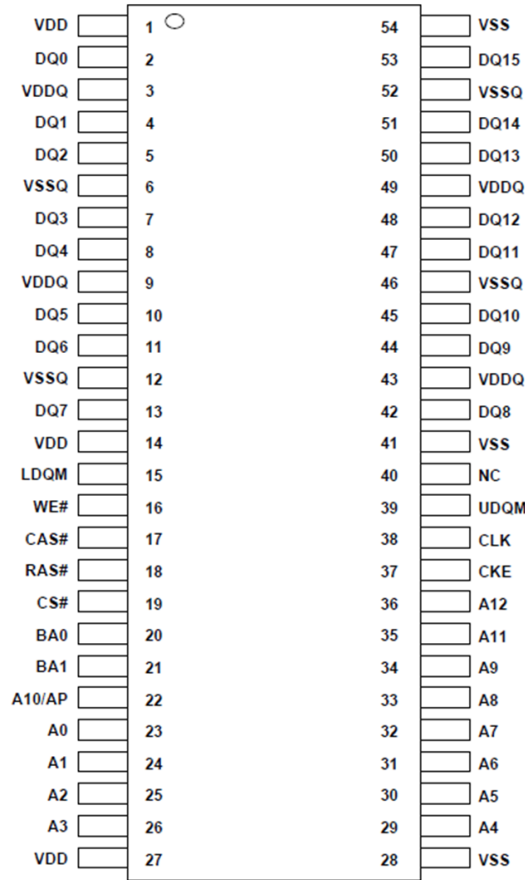 VDD 1 54 VSS
DQ0 2 53 DQ15
VDDQ 3 52 VSSQ
DQ1 4 51 DQ14
DQ2 5 50 DQ13
VSSQ 6 49 VDDQ
DQ3 7 48 DQ12
DQ4 8 47 DQ11
VDDQ 9 46 VSSQ
DQ5 10 45 DQ10
DQ6 11 44 DQ9
VSSQ 12 43 VDDQ
DQ7 13 42 DQ8
VDD 14 41 VSS
LDQM 15 40 NC
WE# 16 39 UDQM
CAS# 17 38 CLK
RAS# 18 37 CKE
CS# 19 36 A12
BA0 20 35 A11
BA1 21 34 A9
A10/AP 22 33 A8
A0 23 32 A7
A1 24 31 A6
A2 25 30 A5
A3 26 29 A4
VDD 27 28 VSS